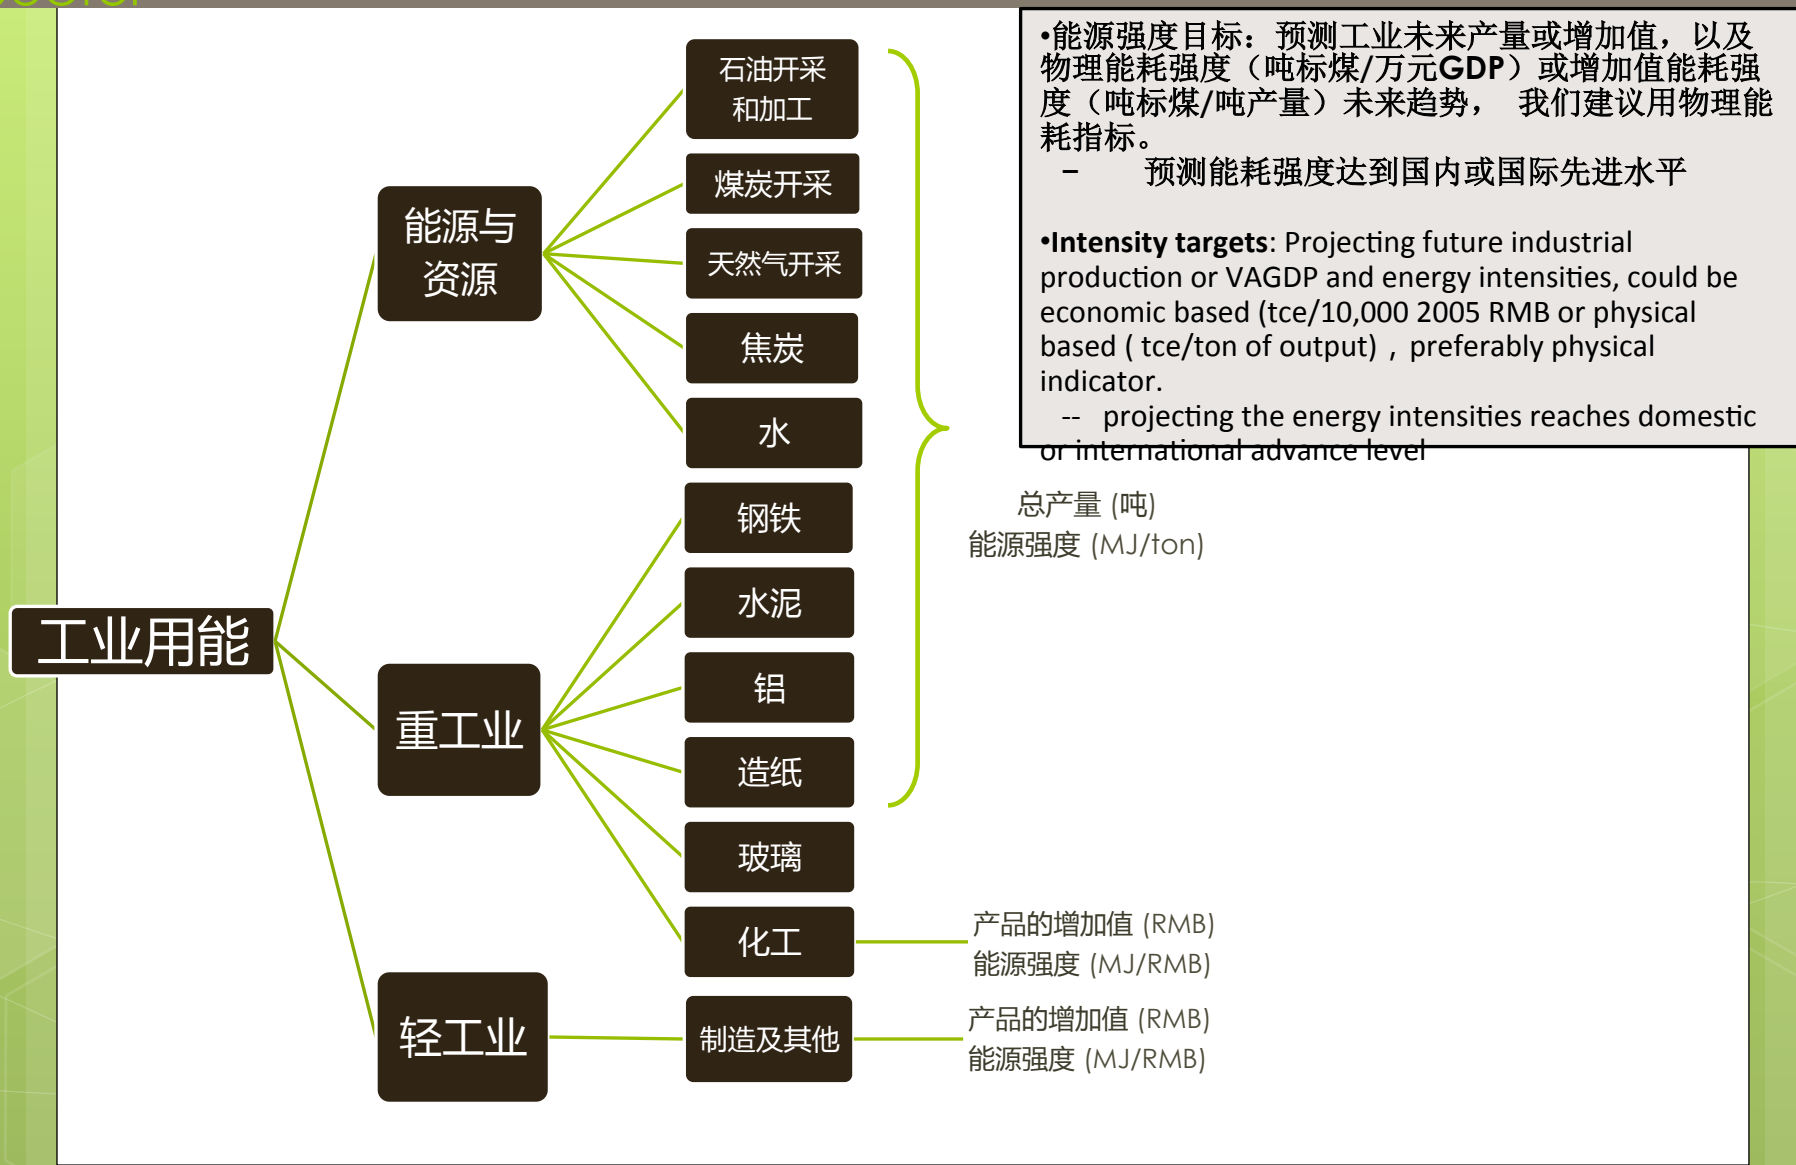 •能源强度目标：预测工业未来产量或增加值，以及
物理能耗强度（吨标煤/万元GDP）或增加值能耗强
度（吨标煤/吨产量）未来趋势， 我们建议用物理能
耗指标。
– 预测能耗强度达到国内或国际先进水平
•Intensity targets: Projecting future industrial
production or VAGDP and energy intensities, could be
economic based (tce/10,000 2005 RMB or physical
based ( tce/ton of output) , preferably physical
indicator.
-- projecting the energy intensities reaches domestic
or international advance level
工业用能
能源与
资源
石油开采
和加工
煤炭开采
天然气开采
焦炭
水
重工业
钢铁
水泥
铝
造纸
玻璃
化工
轻工业
制造及其他
总产量 (吨)
能源强度 (MJ/ton)
产品的增加值 (RMB)
能源强度 (MJ/RMB)
产品的增加值 (RMB)
能源强度 (MJ/RMB)